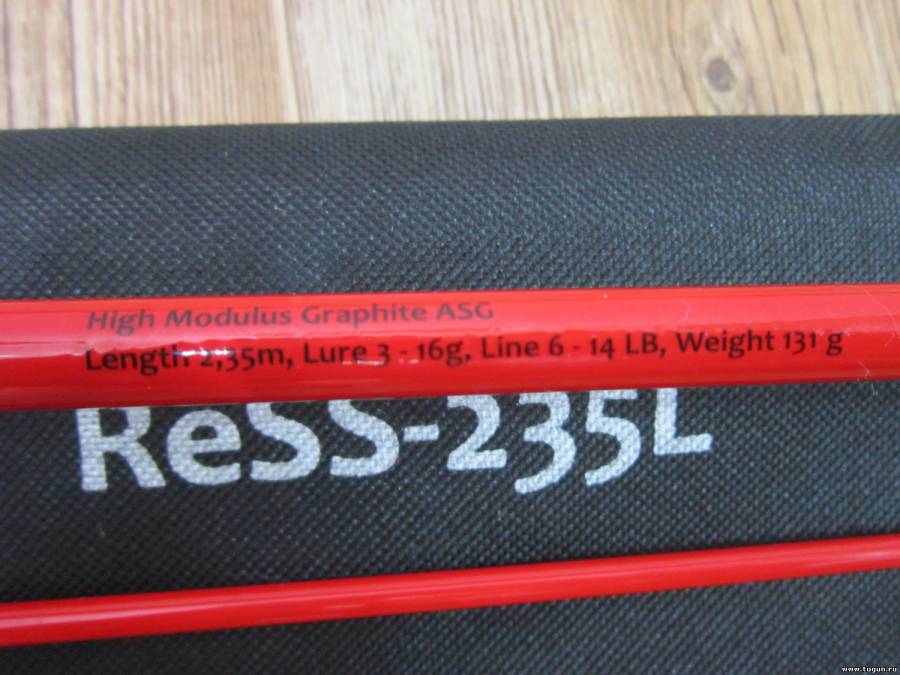 High Modulus Graphite ASG
Length 2,35m, Lure 3 - 16g, Line 6 - 14 LB, Weight 131 g
ReSS-235L
www.tugun.ru